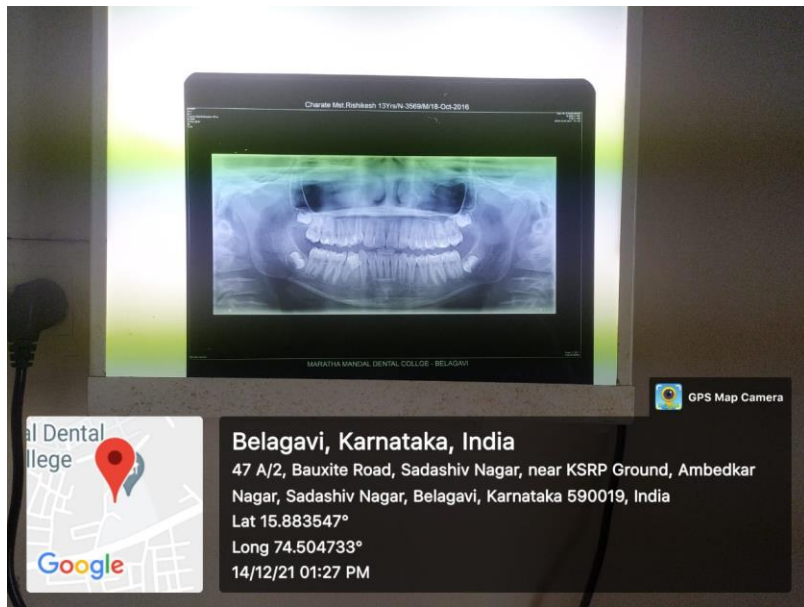 Charate Mst.Rishikesh 13Yrs/N-3569/M/18-Oct-2016
MARATHA MANDAL DENTAL COLLGE - BELAGAVI
GPS Map Camera
al Dental
llege
Google
Belagavi, Karnataka, India
47 A/2, Bauxite Road, Sadashiv Nagar, near KSRP Ground, Ambedkar
Nagar, Sadashiv Nagar, Belagavi, Karnataka 590019, India
Lat 15.883547°
Long 74.504733°
14/12/21 01:27 PM